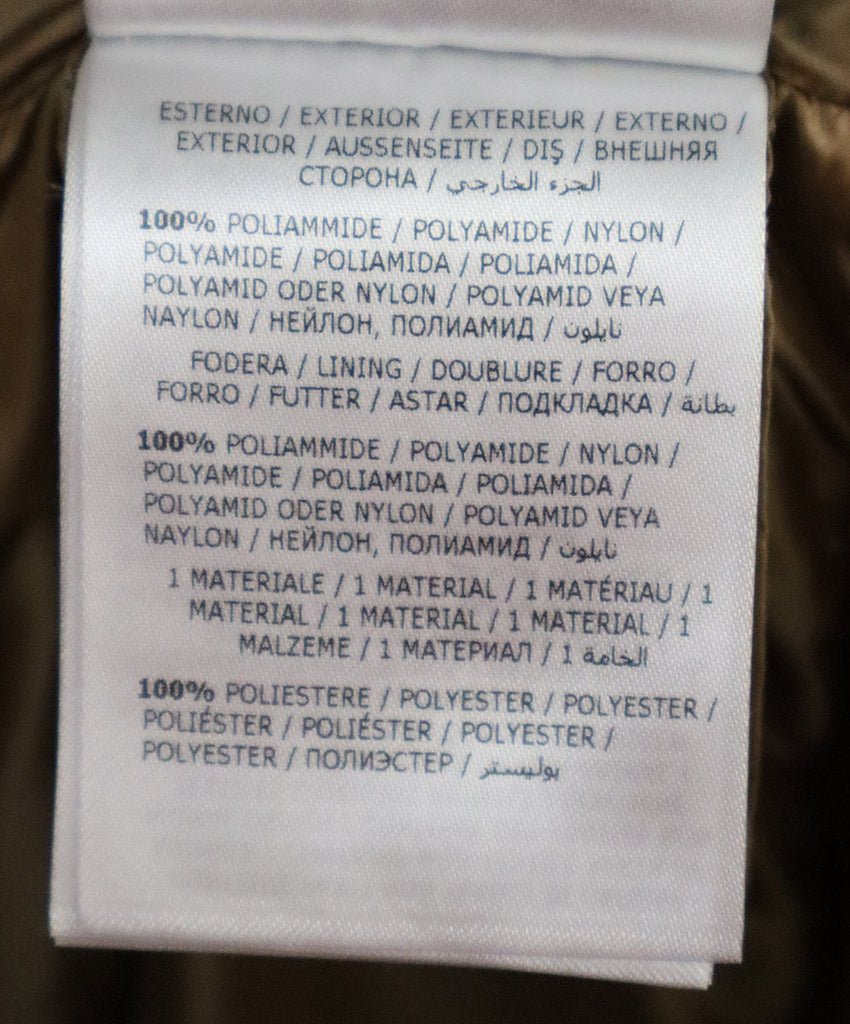 ESTERNO / EXTERIOR / EXTERIEUR / EXTERNO /
EXTERIOR / AUSSENSEITE / DIŞ / ВНЕШНЯЯ
СТОРОНА / الجزء الخارجي
100% POLIAMMIDE / POLYAMIDE / NYLON /
POLYAMIDE / POLIAMIDA / POLIAMIDA /
POLYAMID ODER NYLON / POLYAMID VEYA
NAYLON / НЕЙЛОН, ПОЛИАМИД / نايلون
FODERA / LINING / DOUBLURE / FORRO /
FORRO / FUTTER / ASTAR / ПОДКЛАДКА / بطانة
100% POLIAMMIDE / POLYAMIDE / NYLON /
POLYAMIDE / POLIAMIDA / POLIAMIDA /
POLYAMID ODER NYLON / POLYAMID VEYA
NAYLON / НЕЙЛОН, ПОЛИАМИД / نايلون
1 MATERIALE / 1 MATERIAL / 1 MATÉRIAU / 1
MATERIAL / 1 MATERIAL / 1 MATERIAL / 1
MALZEME / 1 МАТЕРИАЛ / 1 الخامة
100% POLIESTERE / POLYESTER / POLYESTER /
POLIÉSTER / POLIÉSTER / POLYESTER /
POLYESTER / ПОЛИЭСТЕР / بوليستر